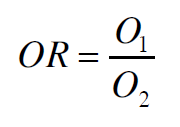 OR = O₁ / O₂